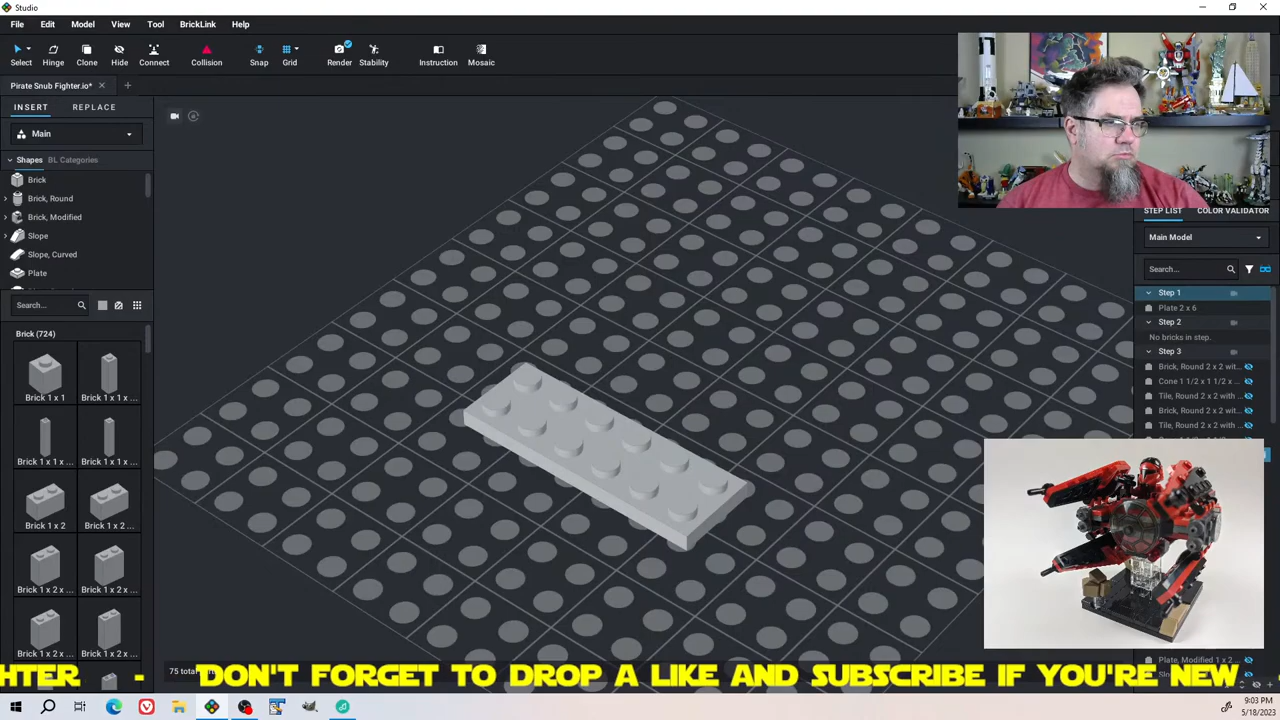 Studio
File Edit Model View Tool BrickLink Help
Select Hinge Clone Hide Connect Collision Snap Grid Render Stability Instruction Mosaic
Pirate Snub Fighter.io*
INSERT REPLACE
Main
Shapes BL Categories
Brick
Brick, Round
Brick, Modified
Slope
Slope, Curved
Plate
Search...
Brick (724)
Brick 1 x 1 Brick 1 x 1 x ...
Brick 1 x 1 x ... Brick 1 x 1 x ...
Brick 1 x 2 Brick 1 x 2 ...
Brick 1 x 2 x ... Brick 1 x 2 x ...
Brick 1 x 2 x ... Brick 1 x 2 x ...
STEP LIST COLOR VALIDATOR
Main Model
Search...
Step 1
Plate 2 x 6
Step 2
No bricks in step.
Step 3
Brick, Round 2 x 2 wit...
Cone 1 1/2 x 1 1/2 x ...
Tile, Round 2 x 2 with ...
Brick, Round 2 x 2 wit...
Tile, Round 2 x 2 with ...
Plate, Modified 1 x ...
75 total
HTER - DON'T FORGET TO DROP A LIKE AND SUBSCRIBE IF YOU'RE NEW
9:03 PM
5/18/2023